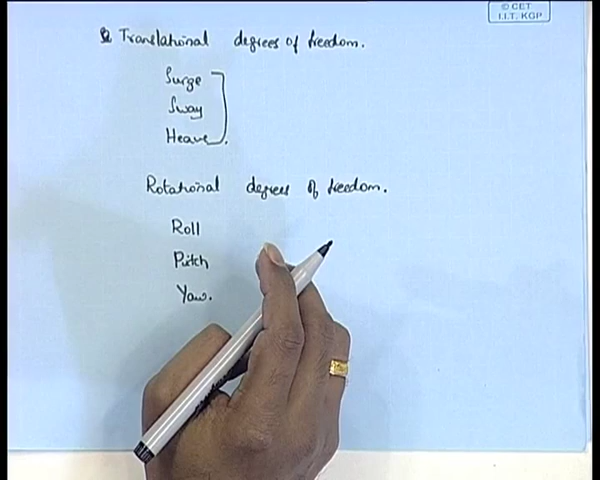 © CET
I.I.T. KGP
Translational degrees of freedom.
Surge
Sway
Heave.
Rotational degrees of freedom.
Roll
Pitch
Yaw.